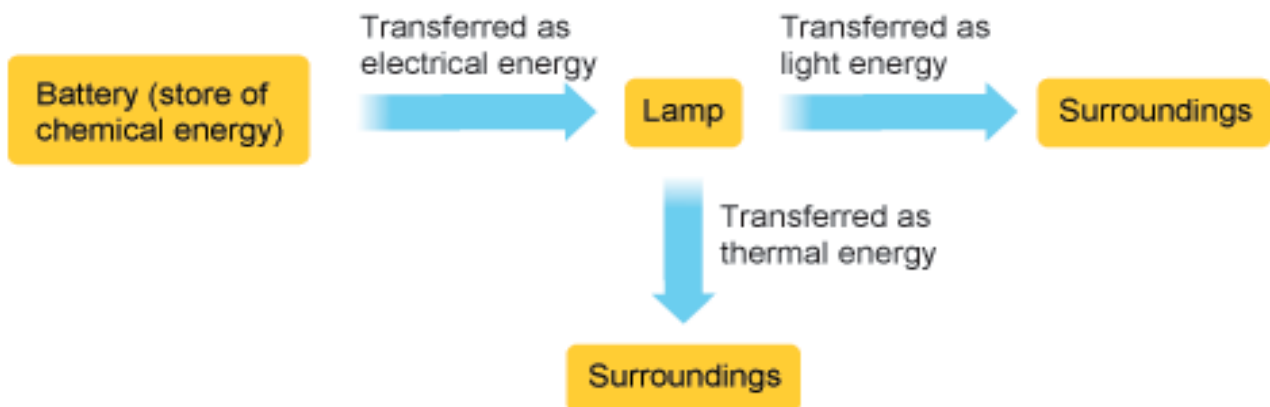 Transferred as
electrical energy
Transferred as
light energy
Battery (store of
chemical energy)
Lamp
Surroundings
Transferred as
thermal energy
Surroundings